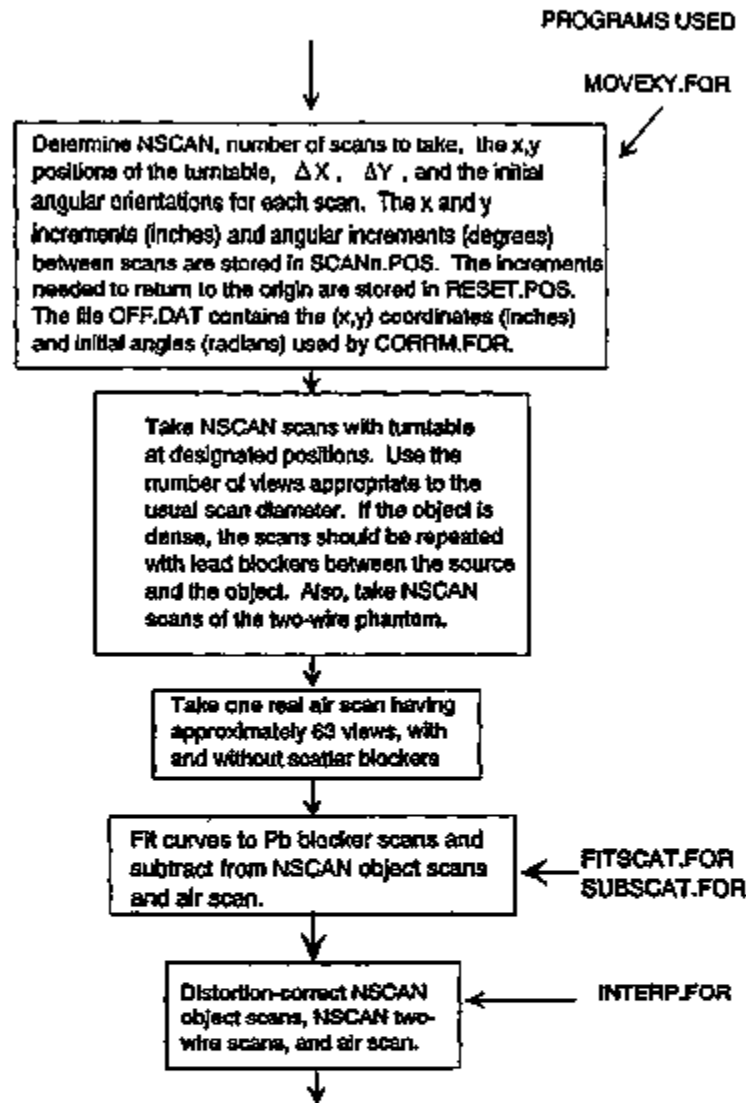 PROGRAMS USED
MOVEXY.FOR
Determine NSCAN, number of scans to take, the x,y
positions of the turntable, ΔX, ΔY, and the initial
angular orientations for each scan. The x and y
increments (inches) and angular increments (degrees)
between scans are stored in SCANn.POS. The increments
needed to return to the origin are stored in RESET.POS.
The file OFF.DAT contains the (x,y) coordinates (inches)
and initial angles (radians) used by CORRM.FOR.
Take NSCAN scans with turntable
at designated positions. Use the
number of views appropriate to the
usual scan diameter. If the object is
dense, the scans should be repeated
with lead blockers between the source
and the object. Also, take NSCAN
scans of the two-wire phantom.
Take one real air scan having
approximately 63 views, with
and without scatter blockers
Fit curves to Pb blocker scans and
subtract from NSCAN object scans
and air scan.
FITSCAT.FOR
SUBSCAT.FOR
Distortion-correct NSCAN
object scans, NSCAN two-
wire scans, and air scan.
INTERP.FOR